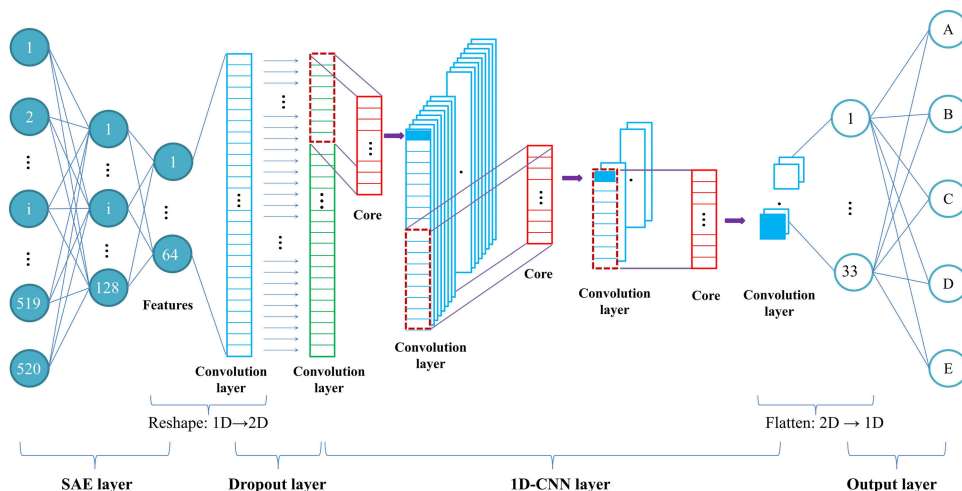 1
2
...
i
...
519
520
1
...
i
...
128
1
...
64
Features
...
...
...
Convolution
layer
...
...
...
Convolution
layer
...
Core
Convolution
layer
...
Core
Convolution
layer
...
Core
Convolution
layer
1
...
33
A
B
C
D
E
Reshape: 1D→2D
Flatten: 2D → 1D
SAE layer
Dropout layer
1D-CNN layer
Output layer